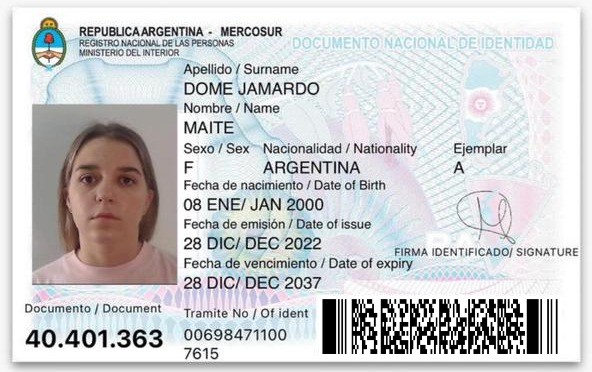 REPUBLICA ARGENTINA - MERCOSUR
REGISTRO NACIONAL DE LAS PERSONAS
MINISTERIO DEL INTERIOR
DOCUMENTO NACIONAL DE IDENTIDAD
Apellido / Surname
DOME JAMARDO
Nombre / Name
MAITE
Sexo / Sex Nacionalidad / Nationality Ejemplar
F ARGENTINA A
Fecha de nacimiento / Date of Birth
08 ENE/ JAN 2000
Fecha de emisión / Date of issue
28 DIC/ DEC 2022
FIRMA IDENTIFICADO/ SIGNATURE
Fecha de vencimiento / Date of expiry
28 DIC/ DEC 2037
Documento / Document
40.401.363
Tramite No / Of ident
00698471100
7615